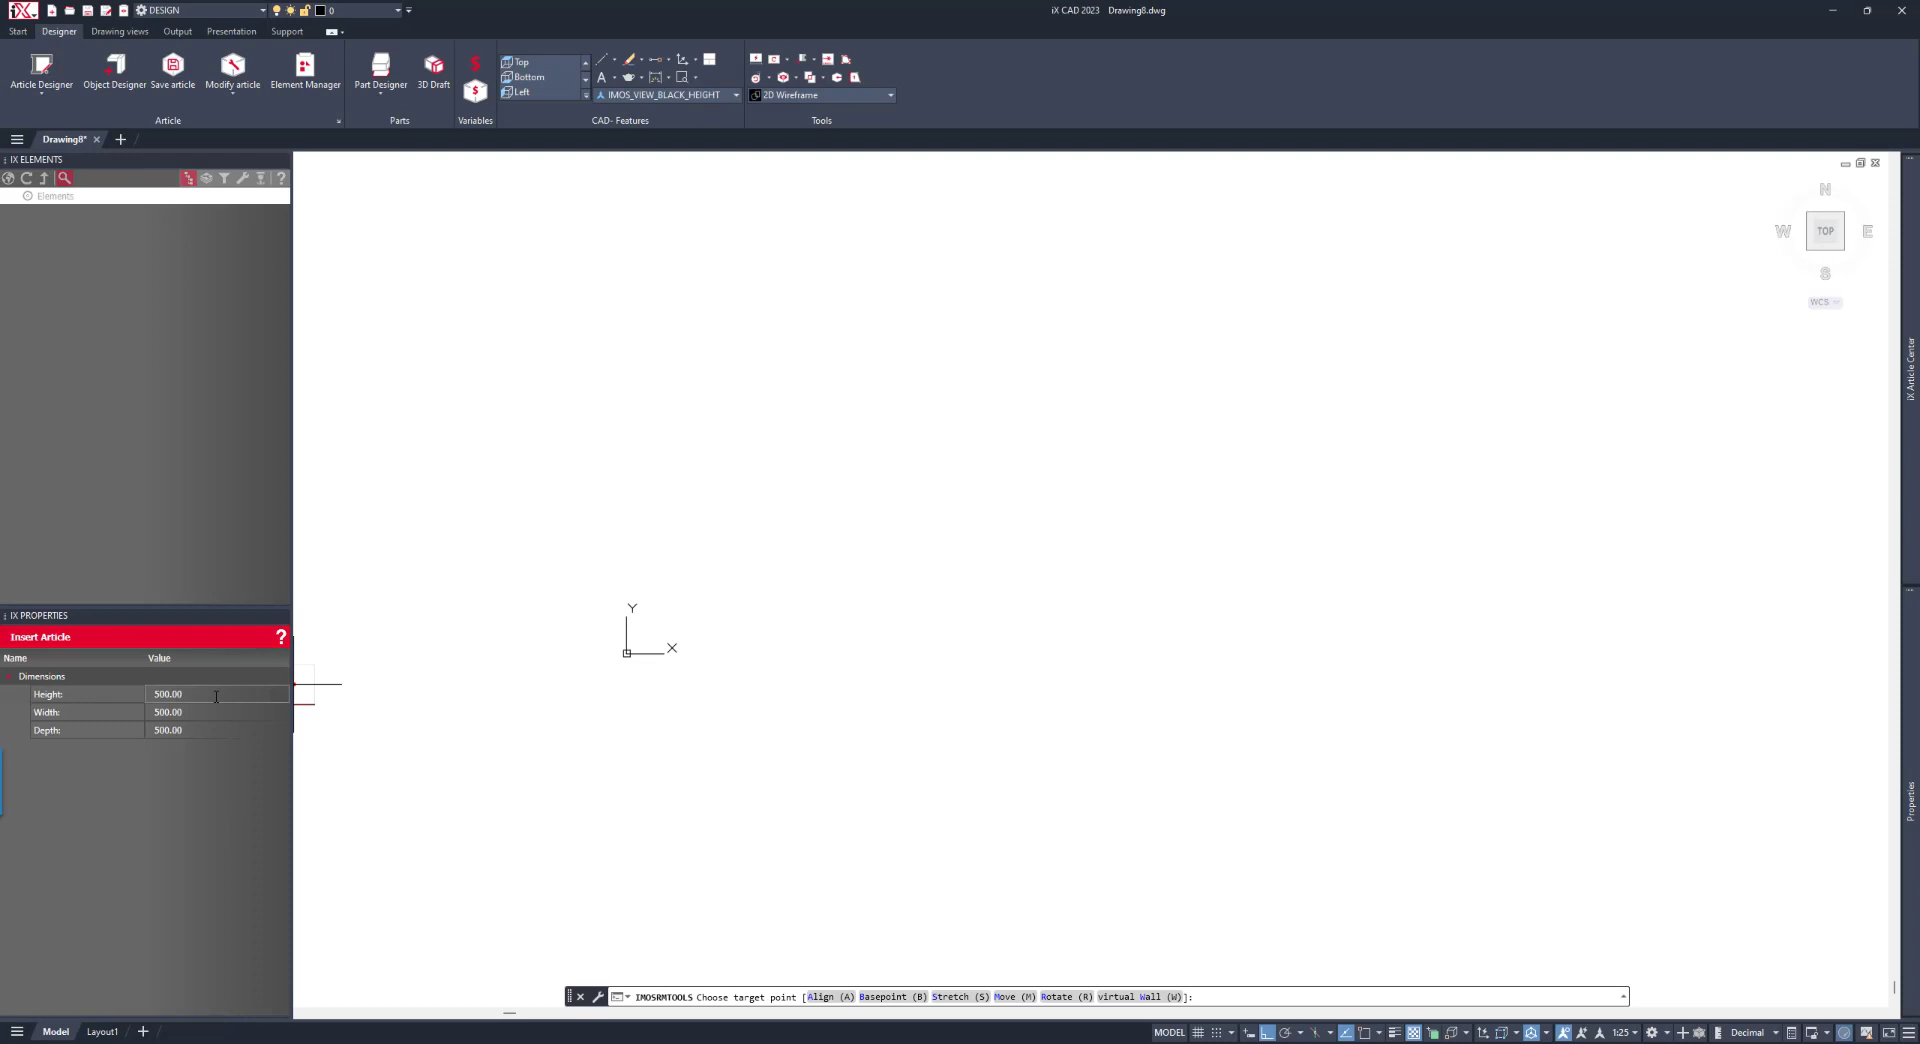 iX DESIGN 0 iX CAD 2023 Drawing8.dwg
Start Designer Drawing views Output Presentation Support
Top
Bottom
Left
Article Designer Object Designer Save article Modify article Element Manager Part Designer 3D Draft
IMOS_VIEW_BLACK_HEIGHT 2D Wireframe
Article Parts Variables CAD- Features Tools
Drawing8*
IX ELEMENTS
Elements
N
W TOP E
S
WCS
iX Article Center
IX PROPERTIES
Insert Article ?
Name Value
Dimensions
Height: 500.00
Width: 500.00
Depth: 500.00
Y
X
Properties
IMOSRMTOOLS Choose target point [Align (A) Basepoint (B) Stretch (S) Move (M) Rotate (R) virtual Wall (W)]:
Model Layout1 MODEL 1:25 Decimal